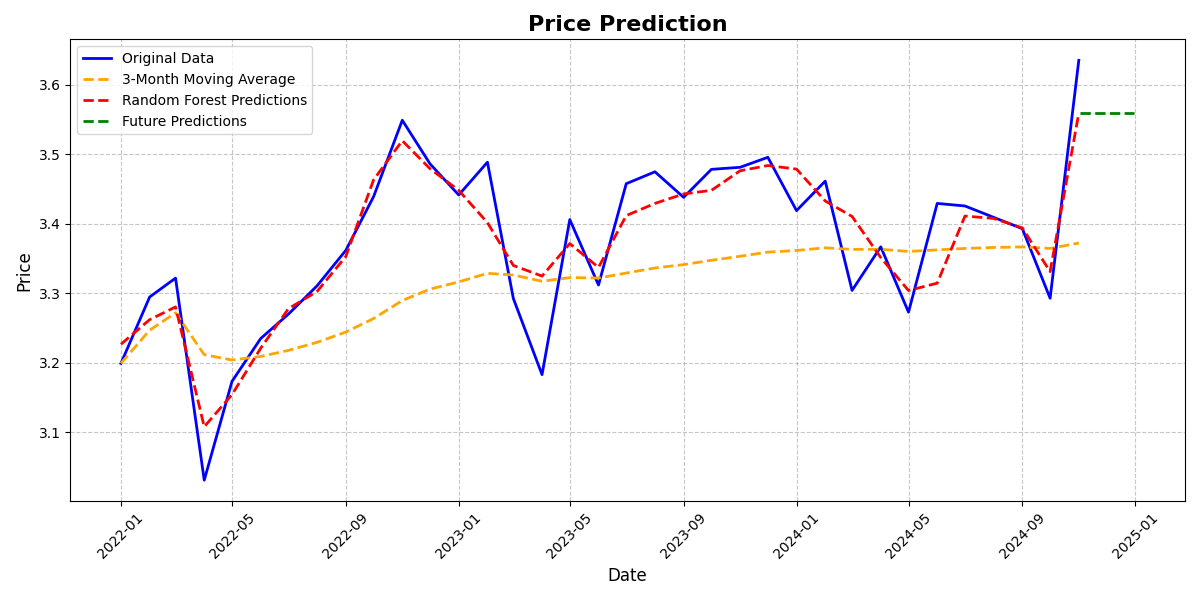 Price Prediction
Original Data
3-Month Moving Average
Random Forest Predictions
Future Predictions
Price
3.6
3.5
3.4
3.3
3.2
3.1
2022-01
2022-05
2022-09
2023-01
2023-05
2023-09
2024-01
2024-05
2024-09
2025-01
Date